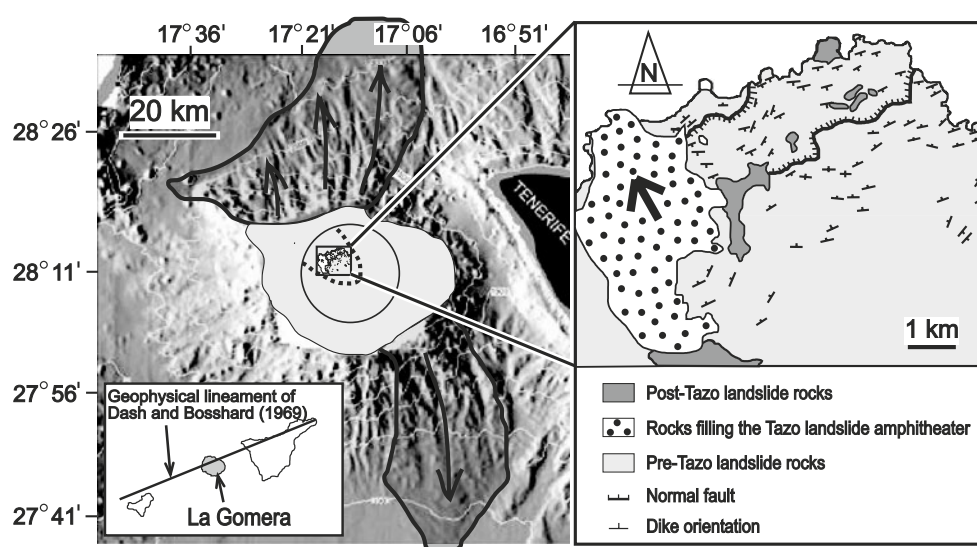 17°36' 17°21' 17°06' 16°51'
20 km
28°26'
28°11'
27°56'
27°41'
TENERIFE
Geophysical lineament of
Dash and Bosshard (1969)
La Gomera
N
1 km
Post-Tazo landslide rocks
Rocks filling the Tazo landslide amphitheater
Pre-Tazo landslide rocks
Normal fault
Dike orientation